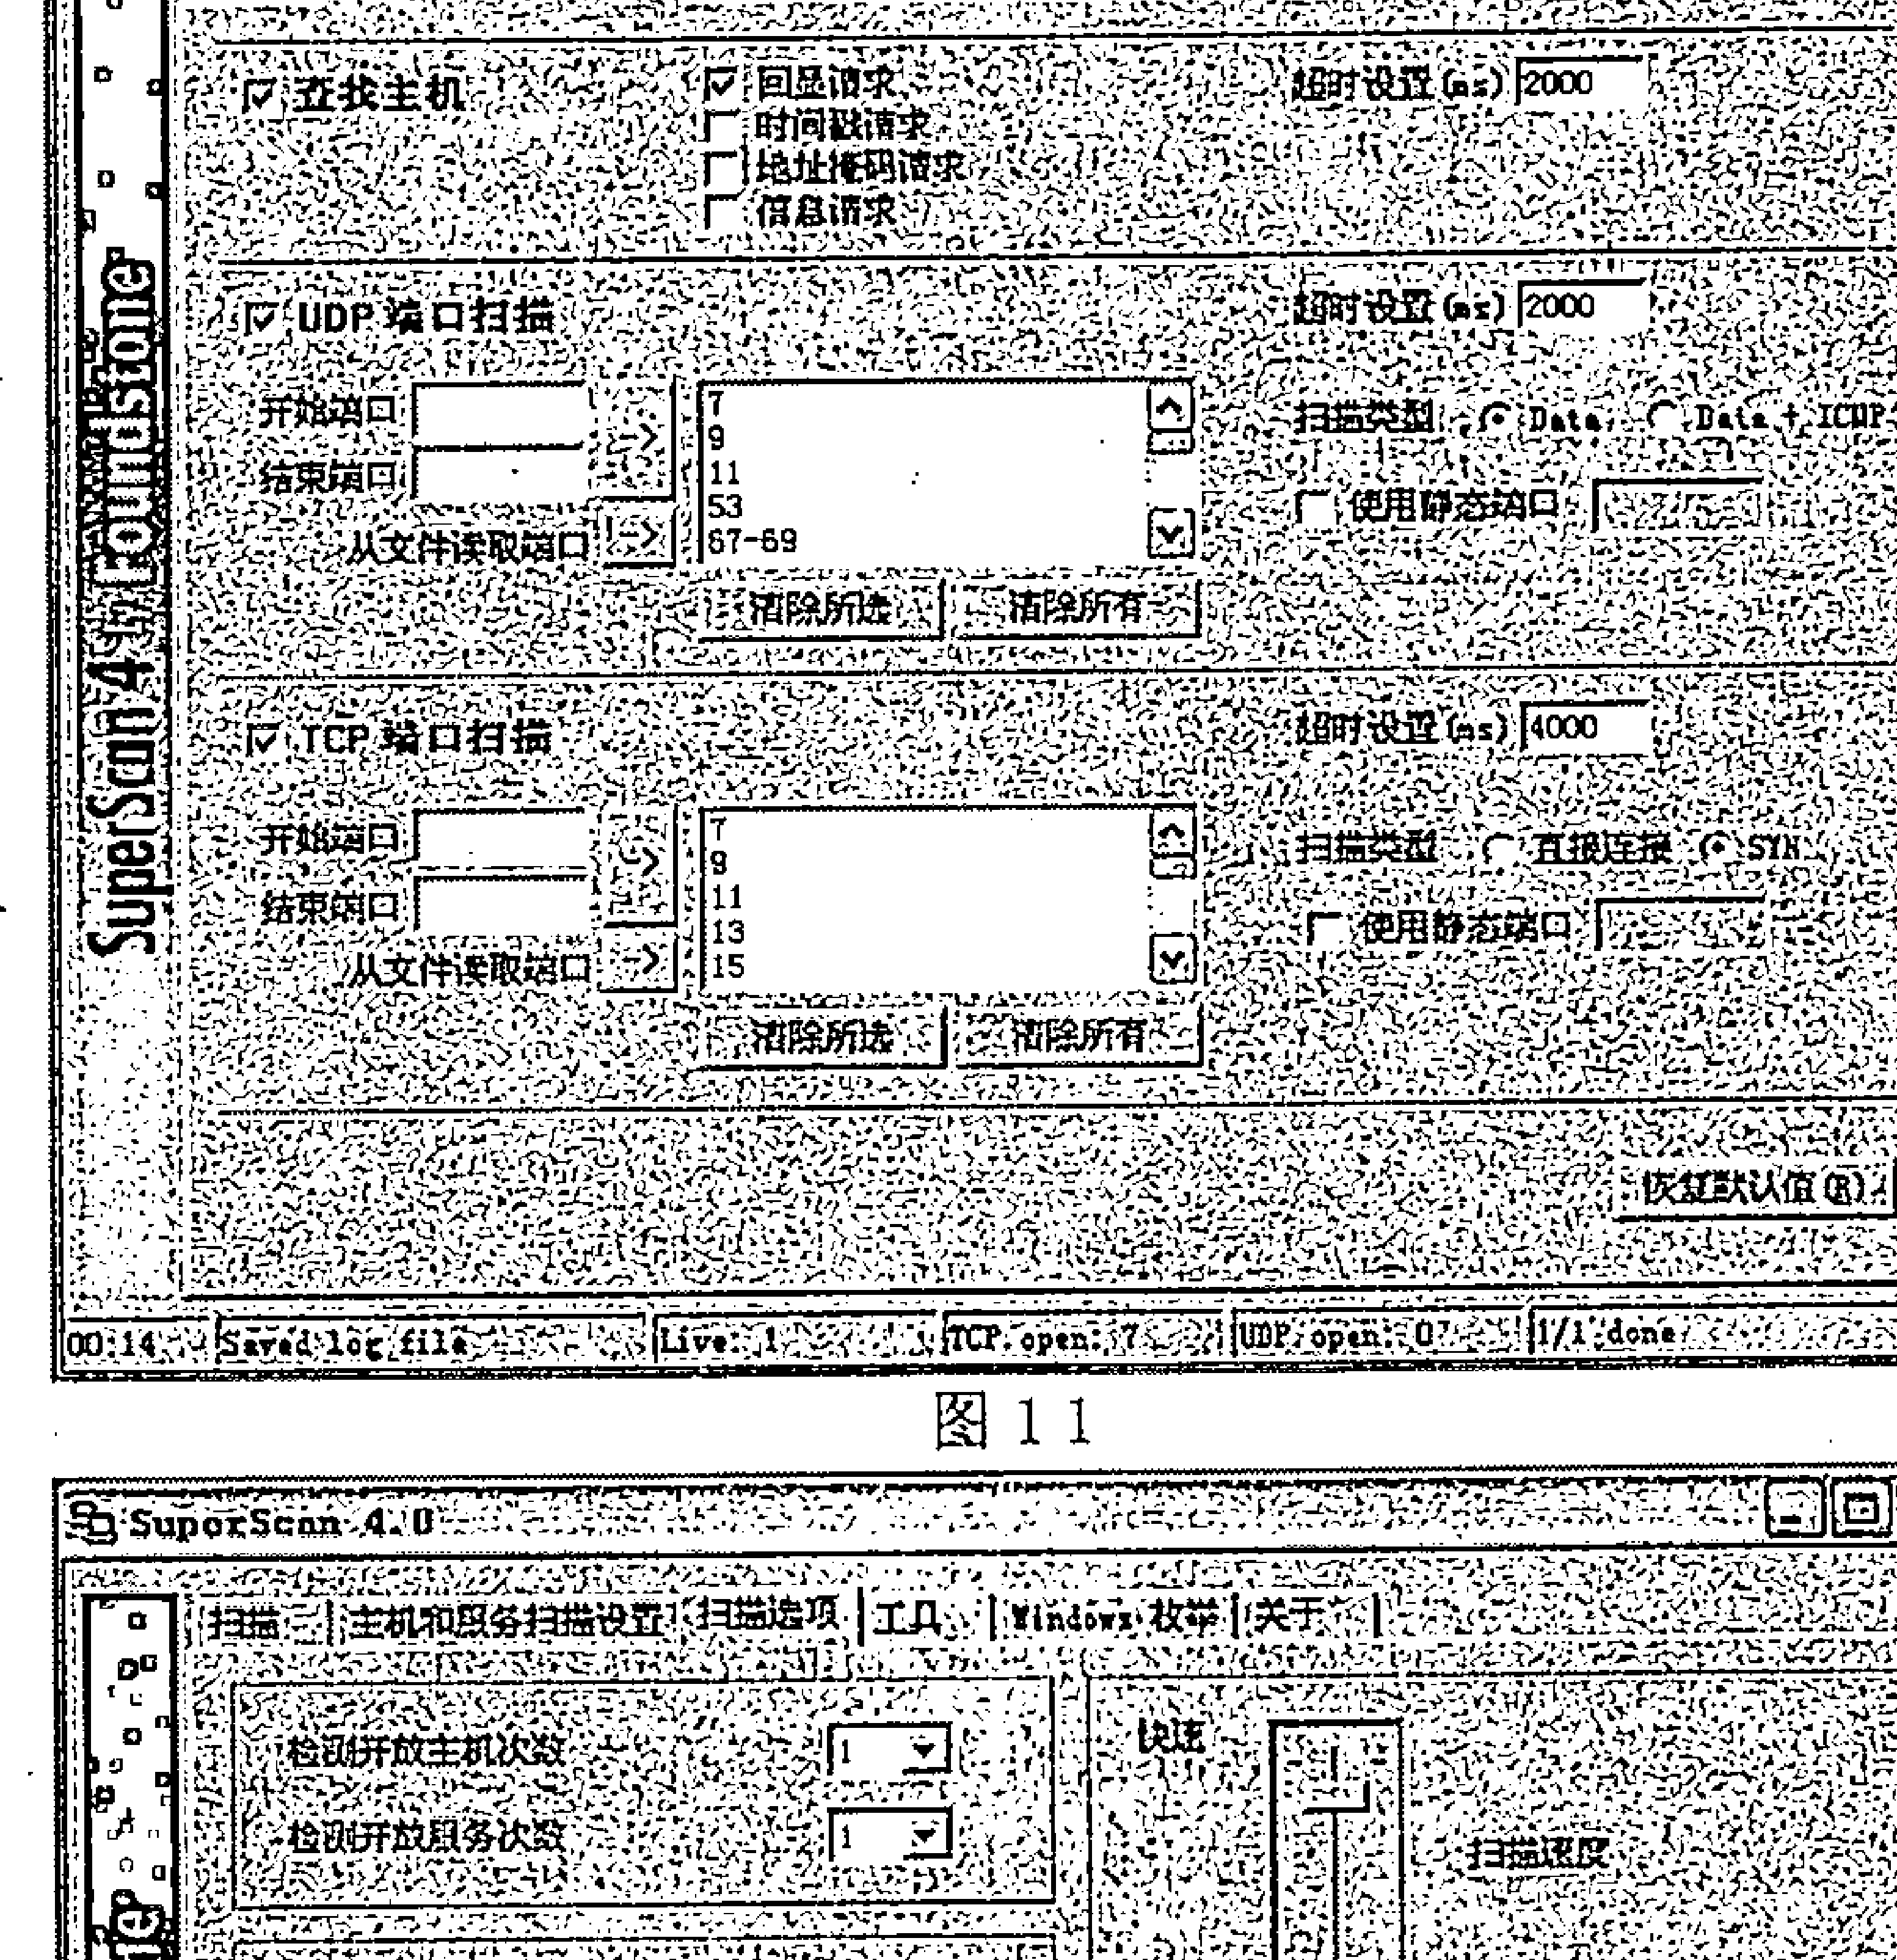 查找主机
回显请求
超时设置(ms) 2000
时间戳请求
地址掩码请求
信息请求
UDP 端口扫描
超时设置(ms) 2000
开始端口
->
7
9
11
53
67-69
扫描类型 Data Data + ICMP
结束端口
使用静态端口
从文件读取端口 ->
清除所选 清除所有
TCP 端口扫描
超时设置(ms) 4000
开始端口
->
7
9
11
13
15
扫描类型 直接连接 SYN
结束端口
使用静态端口
从文件读取端口 ->
清除所选 清除所有
恢复默认值(R)
SuperScan 4 Foundstone
00:14 Saved log file Live: 1 TCP open: 7 UDP open: 0 1/1 done
图11
SuperScan 4.0
扫描 主机和服务扫描设置 扫描选项 工具 Windows 枚举 关于
检测开放主机次数 1
快速
检测开放服务次数 1
扫描速度